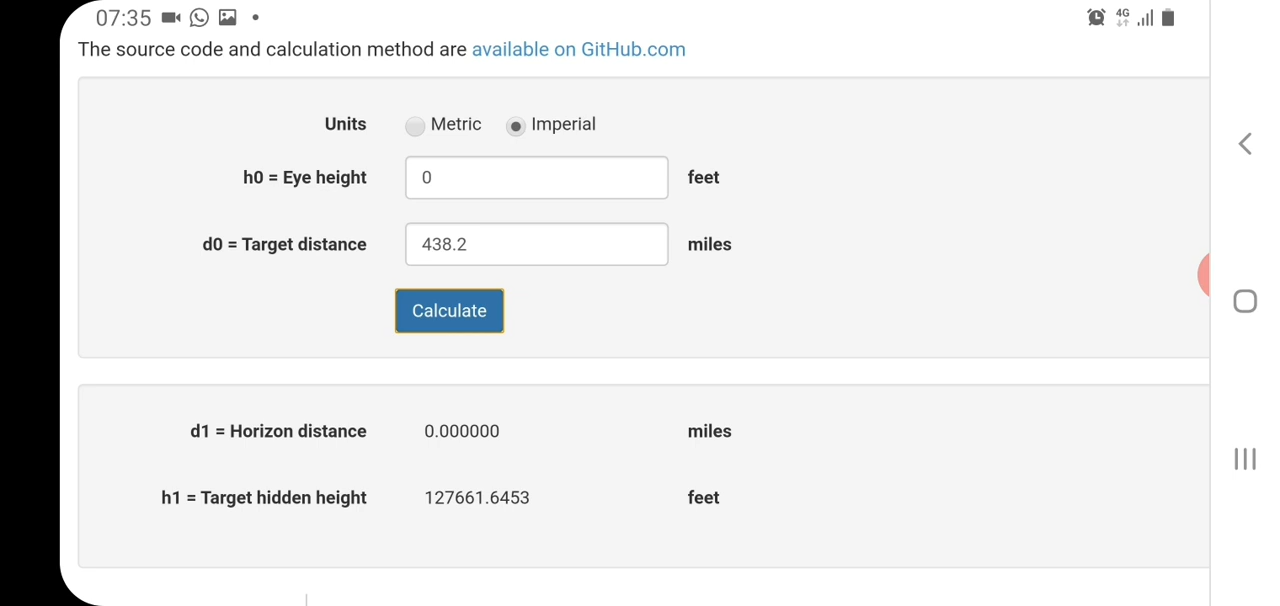 07:35 4G
The source code and calculation method are available on GitHub.com
Units Metric Imperial
h0 = Eye height 0 feet
d0 = Target distance 438.2 miles
Calculate
d1 = Horizon distance 0.000000 miles
h1 = Target hidden height 127661.6453 feet